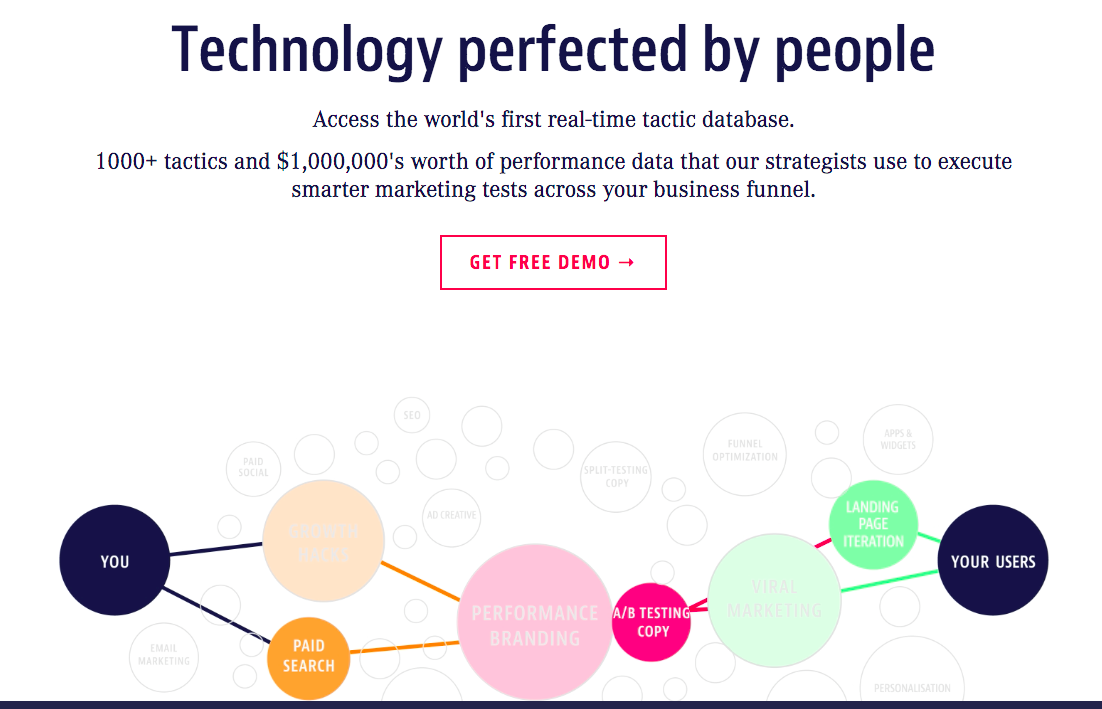 Technology perfected by people
Access the world's first real-time tactic database.
1000+ tactics and $1,000,000's worth of performance data that our strategists use to execute
smarter marketing tests across your business funnel.
GET FREE DEMO →
SEO
PAID
SOCIAL
SPLIT-TESTING
COPY
FUNNEL
OPTIMIZATION
APPS &
WIDGETS
AD CREATIVE
LANDING
PAGE
ITERATION
YOU
YOUR USERS
PERFORMANCE
BRANDING
A/B TESTING
COPY
VIRAL
MARKETING
PAID
SEARCH
EMAIL
MARKETING
PERSONALISATION